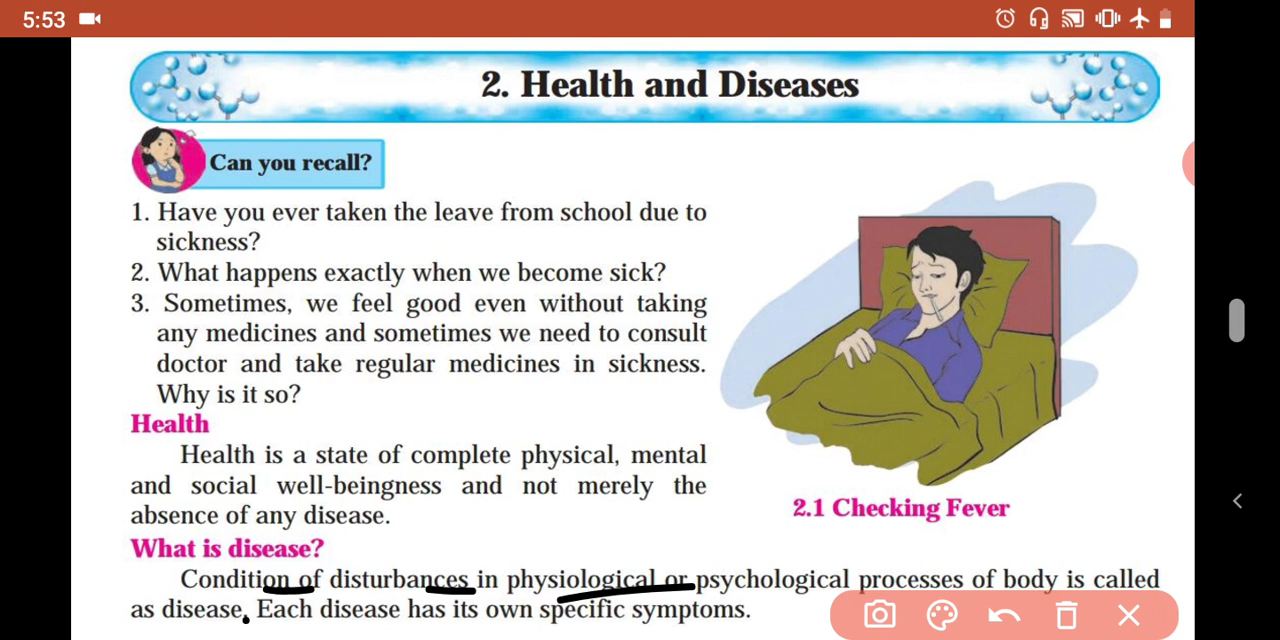 5:53
2. Health and Diseases
Can you recall?
1. Have you ever taken the leave from school due to
sickness?
2. What happens exactly when we become sick?
3. Sometimes, we feel good even without taking
any medicines and sometimes we need to consult
doctor and take regular medicines in sickness.
Why is it so?
Health
Health is a state of complete physical, mental
and social well-beingness and not merely the
absence of any disease.
2.1 Checking Fever
What is disease?
Condition of disturbances in physiological or psychological processes of body is called
as disease. Each disease has its own specific symptoms.